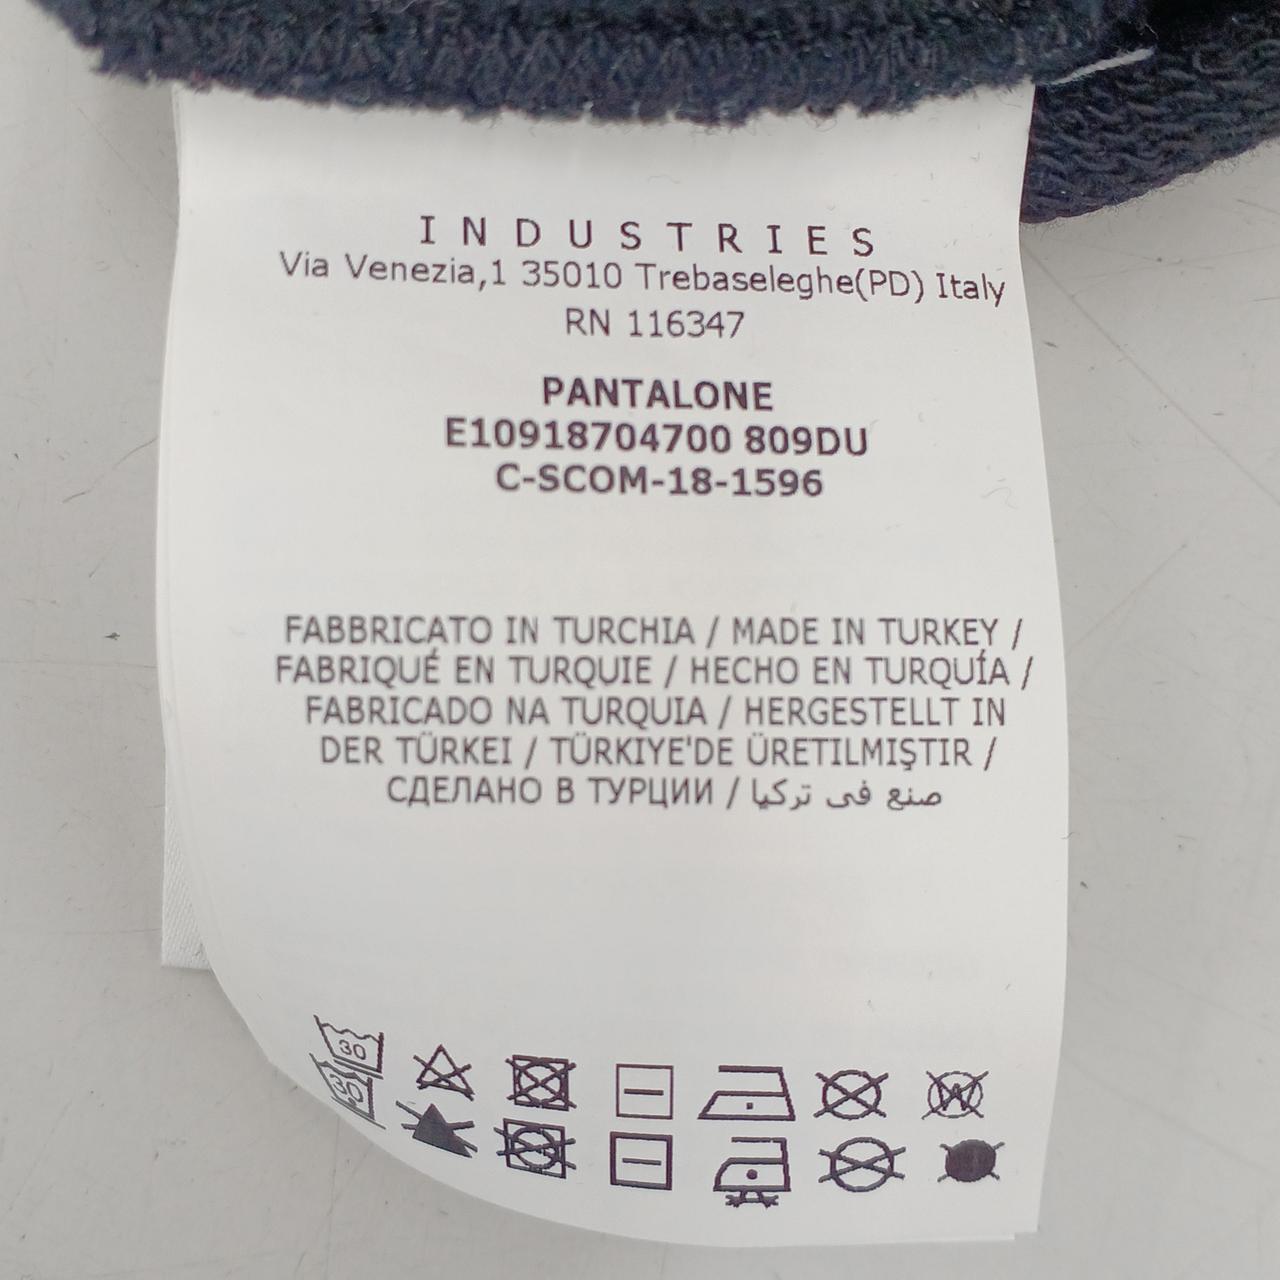 INDUSTRIES
Via Venezia,1 35010 Trebaseleghe(PD) Italy
RN 116347
PANTALONE
E10918704700 809DU
C-SCOM-18-1596
FABBRICATO IN TURCHIA / MADE IN TURKEY /
FABRIQUÉ EN TURQUIE / HECHO EN TURQUÍA /
FABRICADO NA TURQUIA / HERGESTELLT IN
DER TÜRKEI / TÜRKIYE'DE ÜRETILMIŞTIR /
СДЕЛАНО В ТУРЦИИ / صنع فى تركيا
30 W
30